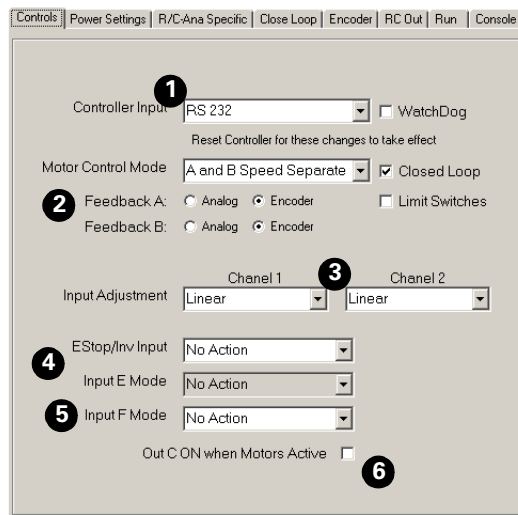 Controls Power Settings R/C-Ana Specific Close Loop Encoder RC Out Run Console
1
Controller Input RS 232 WatchDog
Reset Controller for these changes to take effect
Motor Control Mode A and B Speed Separate Closed Loop
2 Feedback A: Analog Encoder Limit Switches
Feedback B: Analog Encoder
Chanel 1 3 Chanel 2
Input Adjustment Linear Linear
EStop/Inv Input No Action
4
Input E Mode No Action
5 Input F Mode No Action
Out C ON when Motors Active
6